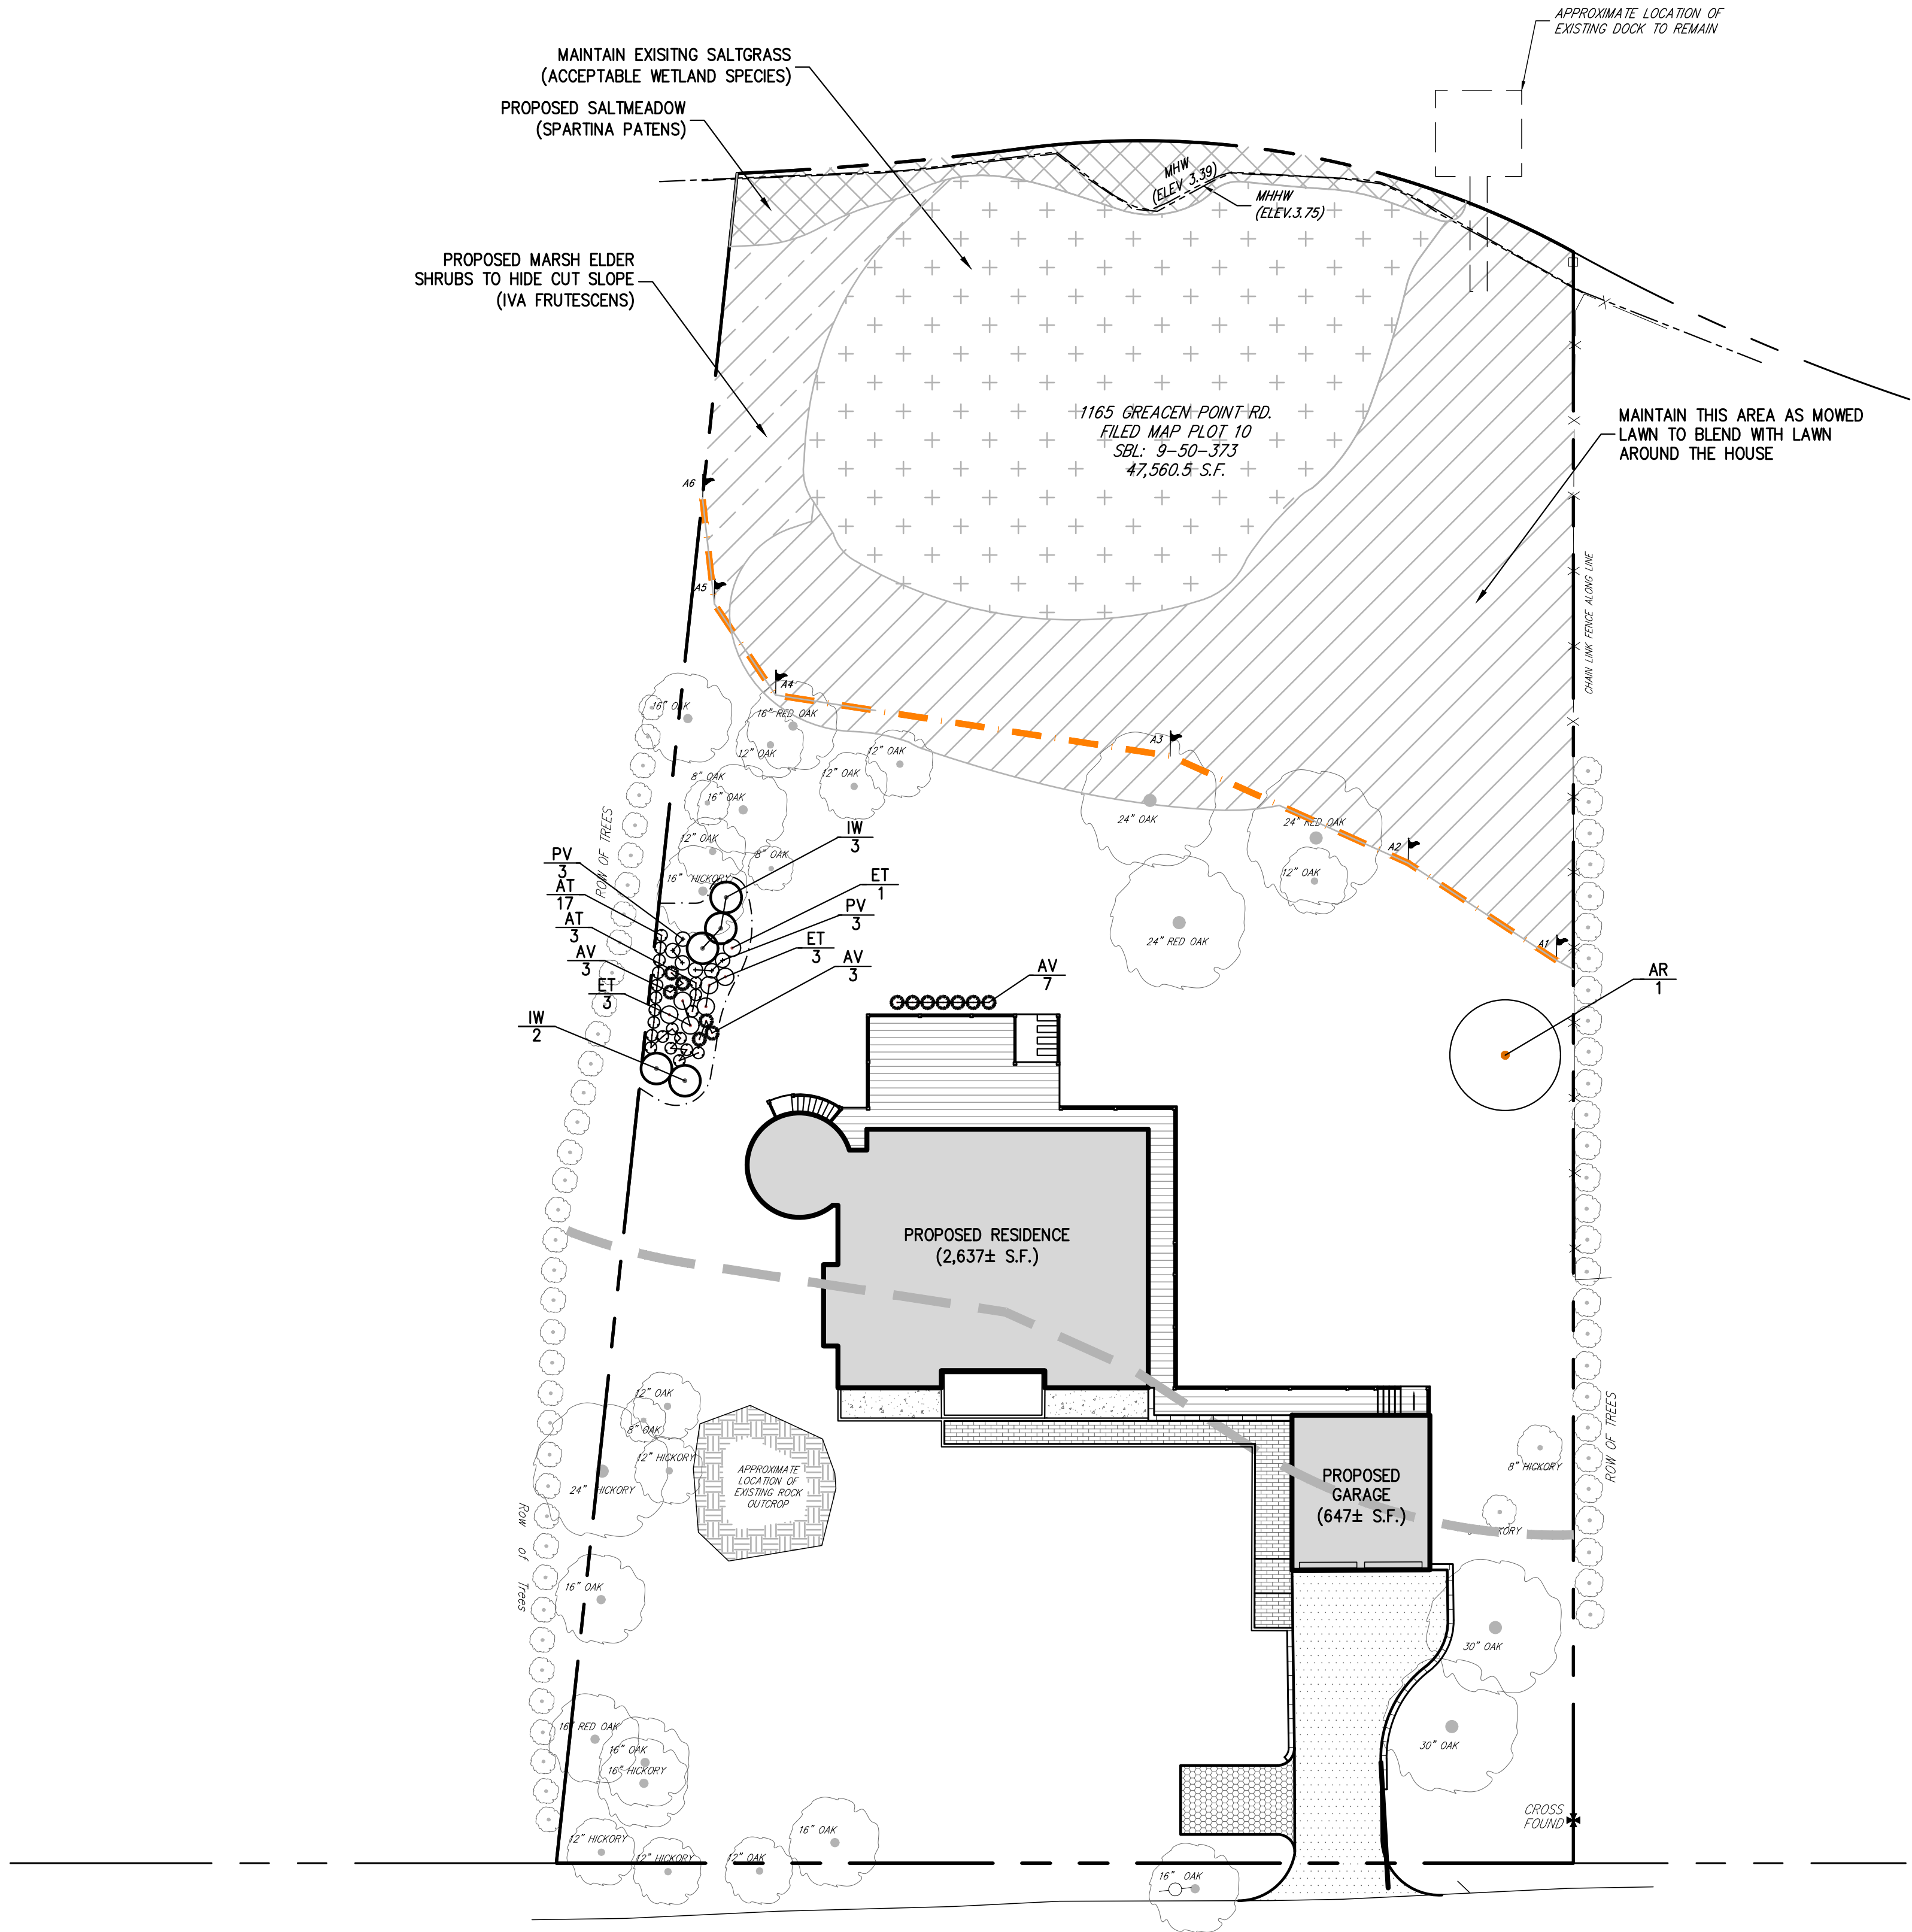 APPROXIMATE LOCATION OF
EXISTING DOCK TO REMAIN
MAINTAIN EXISITNG SALTGRASS
(ACCEPTABLE WETLAND SPECIES)
PROPOSED SALTMEADOW
(SPARTINA PATENS)
MHW
(ELEV 3.39)
MHHW
(ELEV.3.75)
PROPOSED MARSH ELDER
SHRUBS TO HIDE CUT SLOPE
(IVA FRUTESCENS)
1165 GREACEN POINT RD.
FILED MAP PLOT 10
SBL: 9-50-373
47,560.5 S.F.
MAINTAIN THIS AREA AS MOWED
LAWN TO BLEND WITH LAWN
AROUND THE HOUSE
A6
CHAIN LINK FENCE ALONG LINE
A5
A4
16" OAK
16" RED OAK
12" OAK
12" OAK
12" OAK
A3
8" OAK
16" OAK
24" OAK
24" RED OAK
A2
ROW OF TREES
12" OAK
8" OAK
12" OAK
16" HICKORY
IW
3
PV
3
ET
1
AT
17
PV
3
AT
3
ET
3
AV
3
AV
3
ET
3
IW
2
AV
7
24" RED OAK
A1
AR
1
PROPOSED RESIDENCE
(2,637± S.F.)
12" OAK
8" OAK
12" HICKORY
24" HICKORY
APPROXIMATE
LOCATION OF
EXISTING ROCK
OUTCROP
PROPOSED
GARAGE
(647± S.F.)
8" HICKORY
ROW OF TREES
Row of Trees
16" OAK
30" OAK
30" OAK
16" RED OAK
16" OAK
16" HICKORY
CROSS
FOUND
12" HICKORY
12" HICKORY
12" OAK
16" OAK
16" OAK